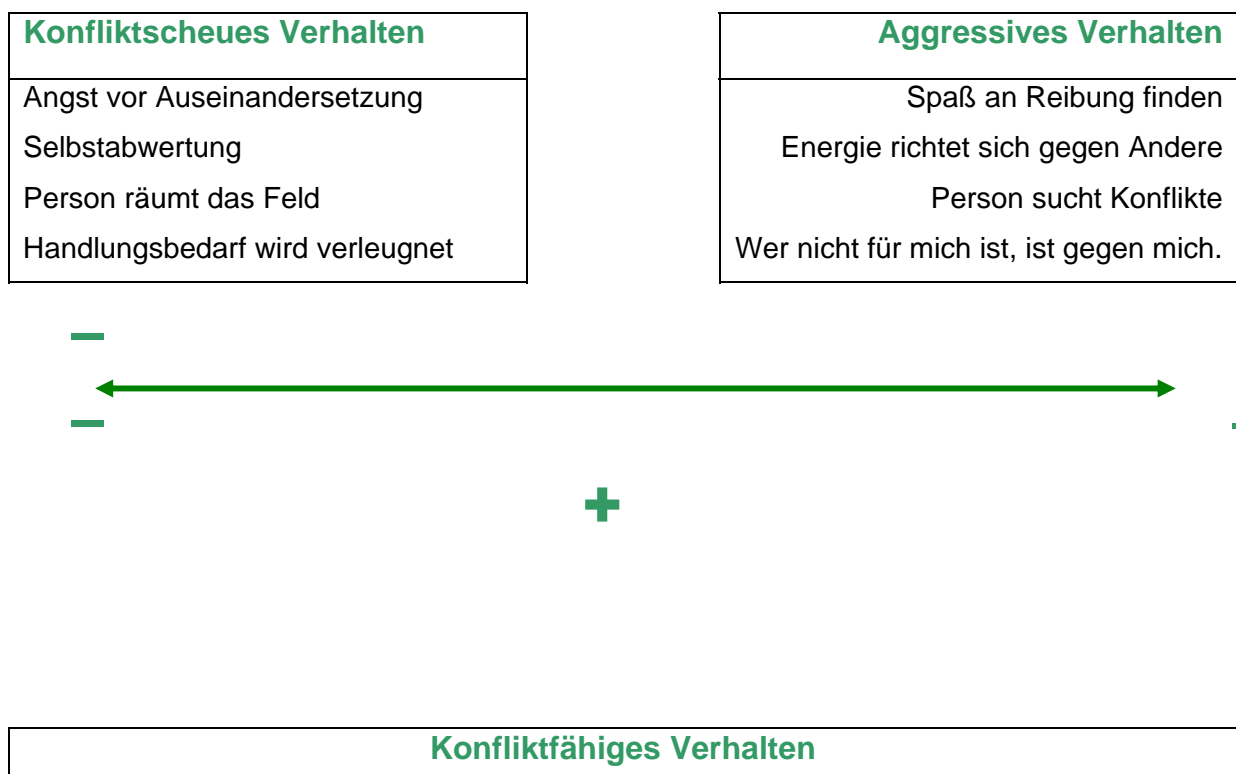 Konfliktscheues Verhalten
Angst vor Auseinandersetzung
Selbstabwertung
Person räumt das Feld
Handlungsbedarf wird verleugnet
Aggressives Verhalten
Spaß an Reibung finden
Energie richtet sich gegen Andere
Person sucht Konflikte
Wer nicht für mich ist, ist gegen mich.
–
–
+
Konfliktfähiges Verhalten